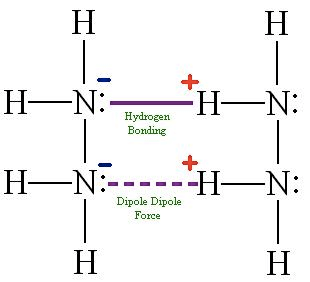 H H
− +
H N: H N:
Hydrogen
Bonding
− +
H N: H N:
Dipole Dipole
Force
H H